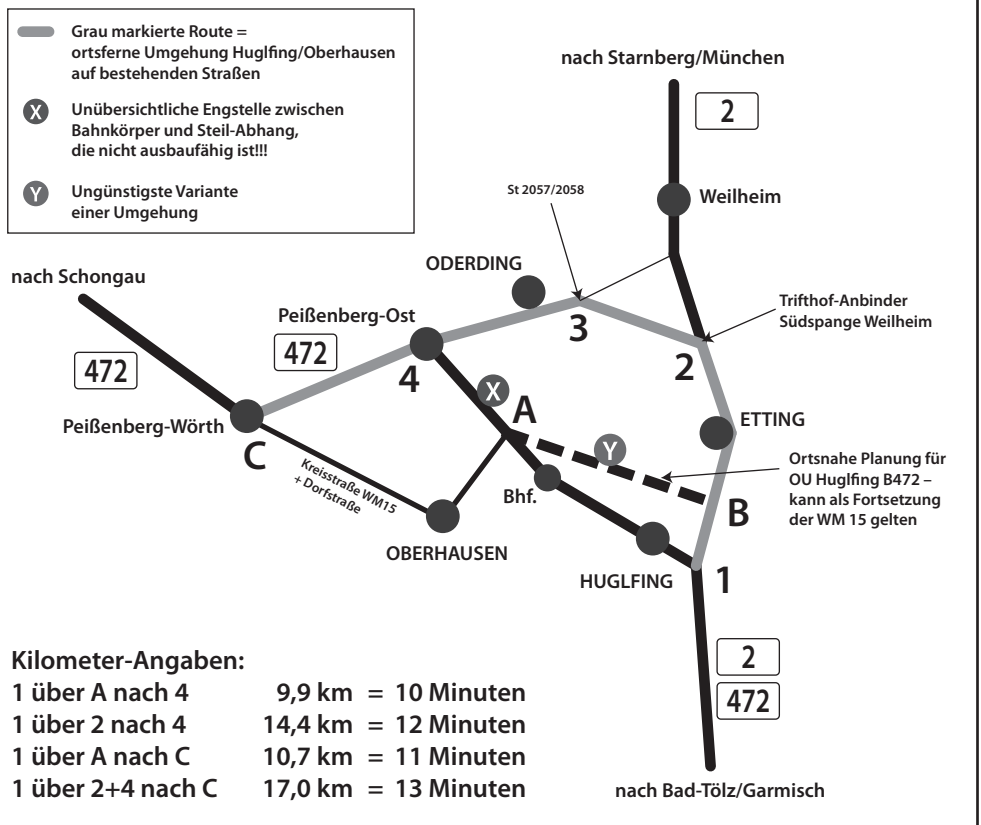 Grau markierte Route =
ortsferne Umgehung Huglfing/Oberhausen
auf bestehenden Straßen
X
Unübersichtliche Engstelle zwischen
Bahnkörper und Steil-Abhang,
die nicht ausbaufähig ist!!!
Y
Ungünstigste Variante
einer Umgehung
nach Starnberg/München
2
St 2057/2058
Weilheim
nach Schongau
ODERDING
Peißenberg-Ost
Trifthof-Anbinder
Südspange Weilheim
472
3
472
2
4
X
A
ETTING
Peißenberg-Wörth
C
Y
Kreisstraße WM15
+ Dorfstraße
Ortsnahe Planung für
OU Huglfing B472 –
kann als Fortsetzung
der WM 15 gelten
Bhf.
B
OBERHAUSEN
HUGLFING
1
2
472
Kilometer-Angaben:
1 über A nach 4 9,9 km = 10 Minuten
1 über 2 nach 4 14,4 km = 12 Minuten
1 über A nach C 10,7 km = 11 Minuten
1 über 2+4 nach C 17,0 km = 13 Minuten
nach Bad-Tölz/Garmisch